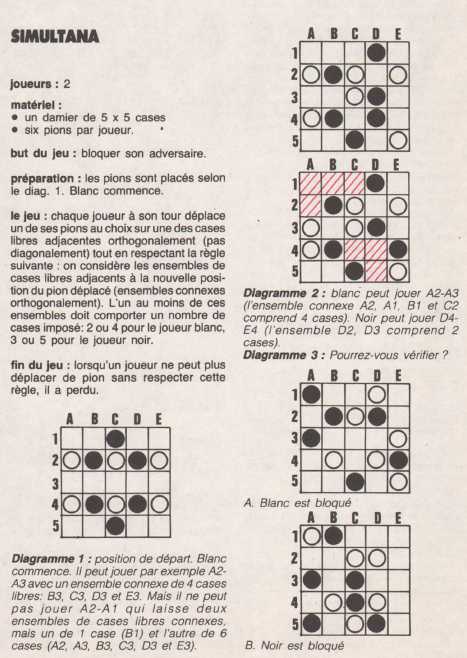 SIMULTANA
joueurs : 2
matériel :
● un damier de 5 x 5 cases
● six pions par joueur.
but du jeu : bloquer son adversaire.
préparation : les pions sont placés selon
le diag. 1. Blanc commence.
le jeu : chaque joueur à son tour déplace
un de ses pions au choix sur une des cases
libres adjacentes orthogonalement (pas
diagonalement) tout en respectant la règle
suivante : on considère les ensembles de
cases libres adjacents à la nouvelle posi-
tion du pion déplacé (ensembles connexes
orthogonalement). L'un au moins de ces
ensembles doit comporter un nombre de
cases imposé: 2 ou 4 pour le joueur blanc,
3 ou 5 pour le joueur noir.
fin du jeu : lorsqu'un joueur ne peut plus
déplacer de pion sans respecter cette
règle, il a perdu.
A B C D E
1
2
3
4
5
Diagramme 1 : position de départ. Blanc
commence. Il peut jouer par exemple A2-
A3 avec un ensemble connexe de 4 cases
libres: B3, C3, D3 et E3. Mais il ne peut
pas jouer A2-A1 qui laisse deux
ensembles de cases libres connexes,
mais un de 1 case (B1) et l'autre de 6
cases (A2, A3, B3, C3, D3 et E3).
A B C D E
1
2
3
4
5
A B C D E
1
2
3
4
5
Diagramme 2 : blanc peut jouer A2-A3
(l'ensemble connexe A2, A1, B1 et C2
comprend 4 cases). Noir peut jouer D4-
E4 (l'ensemble D2, D3 comprend 2
cases).
Diagramme 3 : Pourrez-vous vérifier ?
A B C D E
1
2
3
4
5
A. Blanc est bloqué
A B C D E
1
2
3
4
5
B. Noir est bloqué